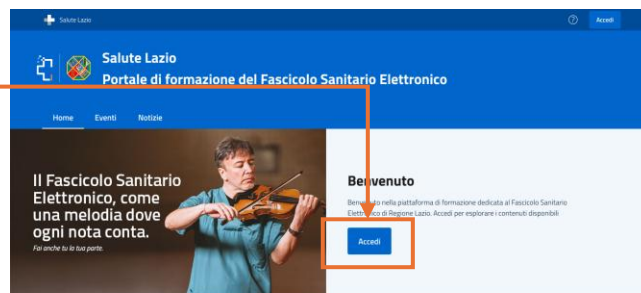 Salute Lazio
Accedi
Salute Lazio
Portale di formazione del Fascicolo Sanitario Elettronico
Home Eventi Notizie
Il Fascicolo Sanitario
Elettronico, come
una melodia dove
ogni nota conta.
Fai anche tu la tua parte.
Benvenuto
Benvenuto nella piattaforma di formazione dedicata al Fascicolo Sanitario
Elettronico di Regione Lazio. Accedi per esplorare i contenuti disponibili
Accedi